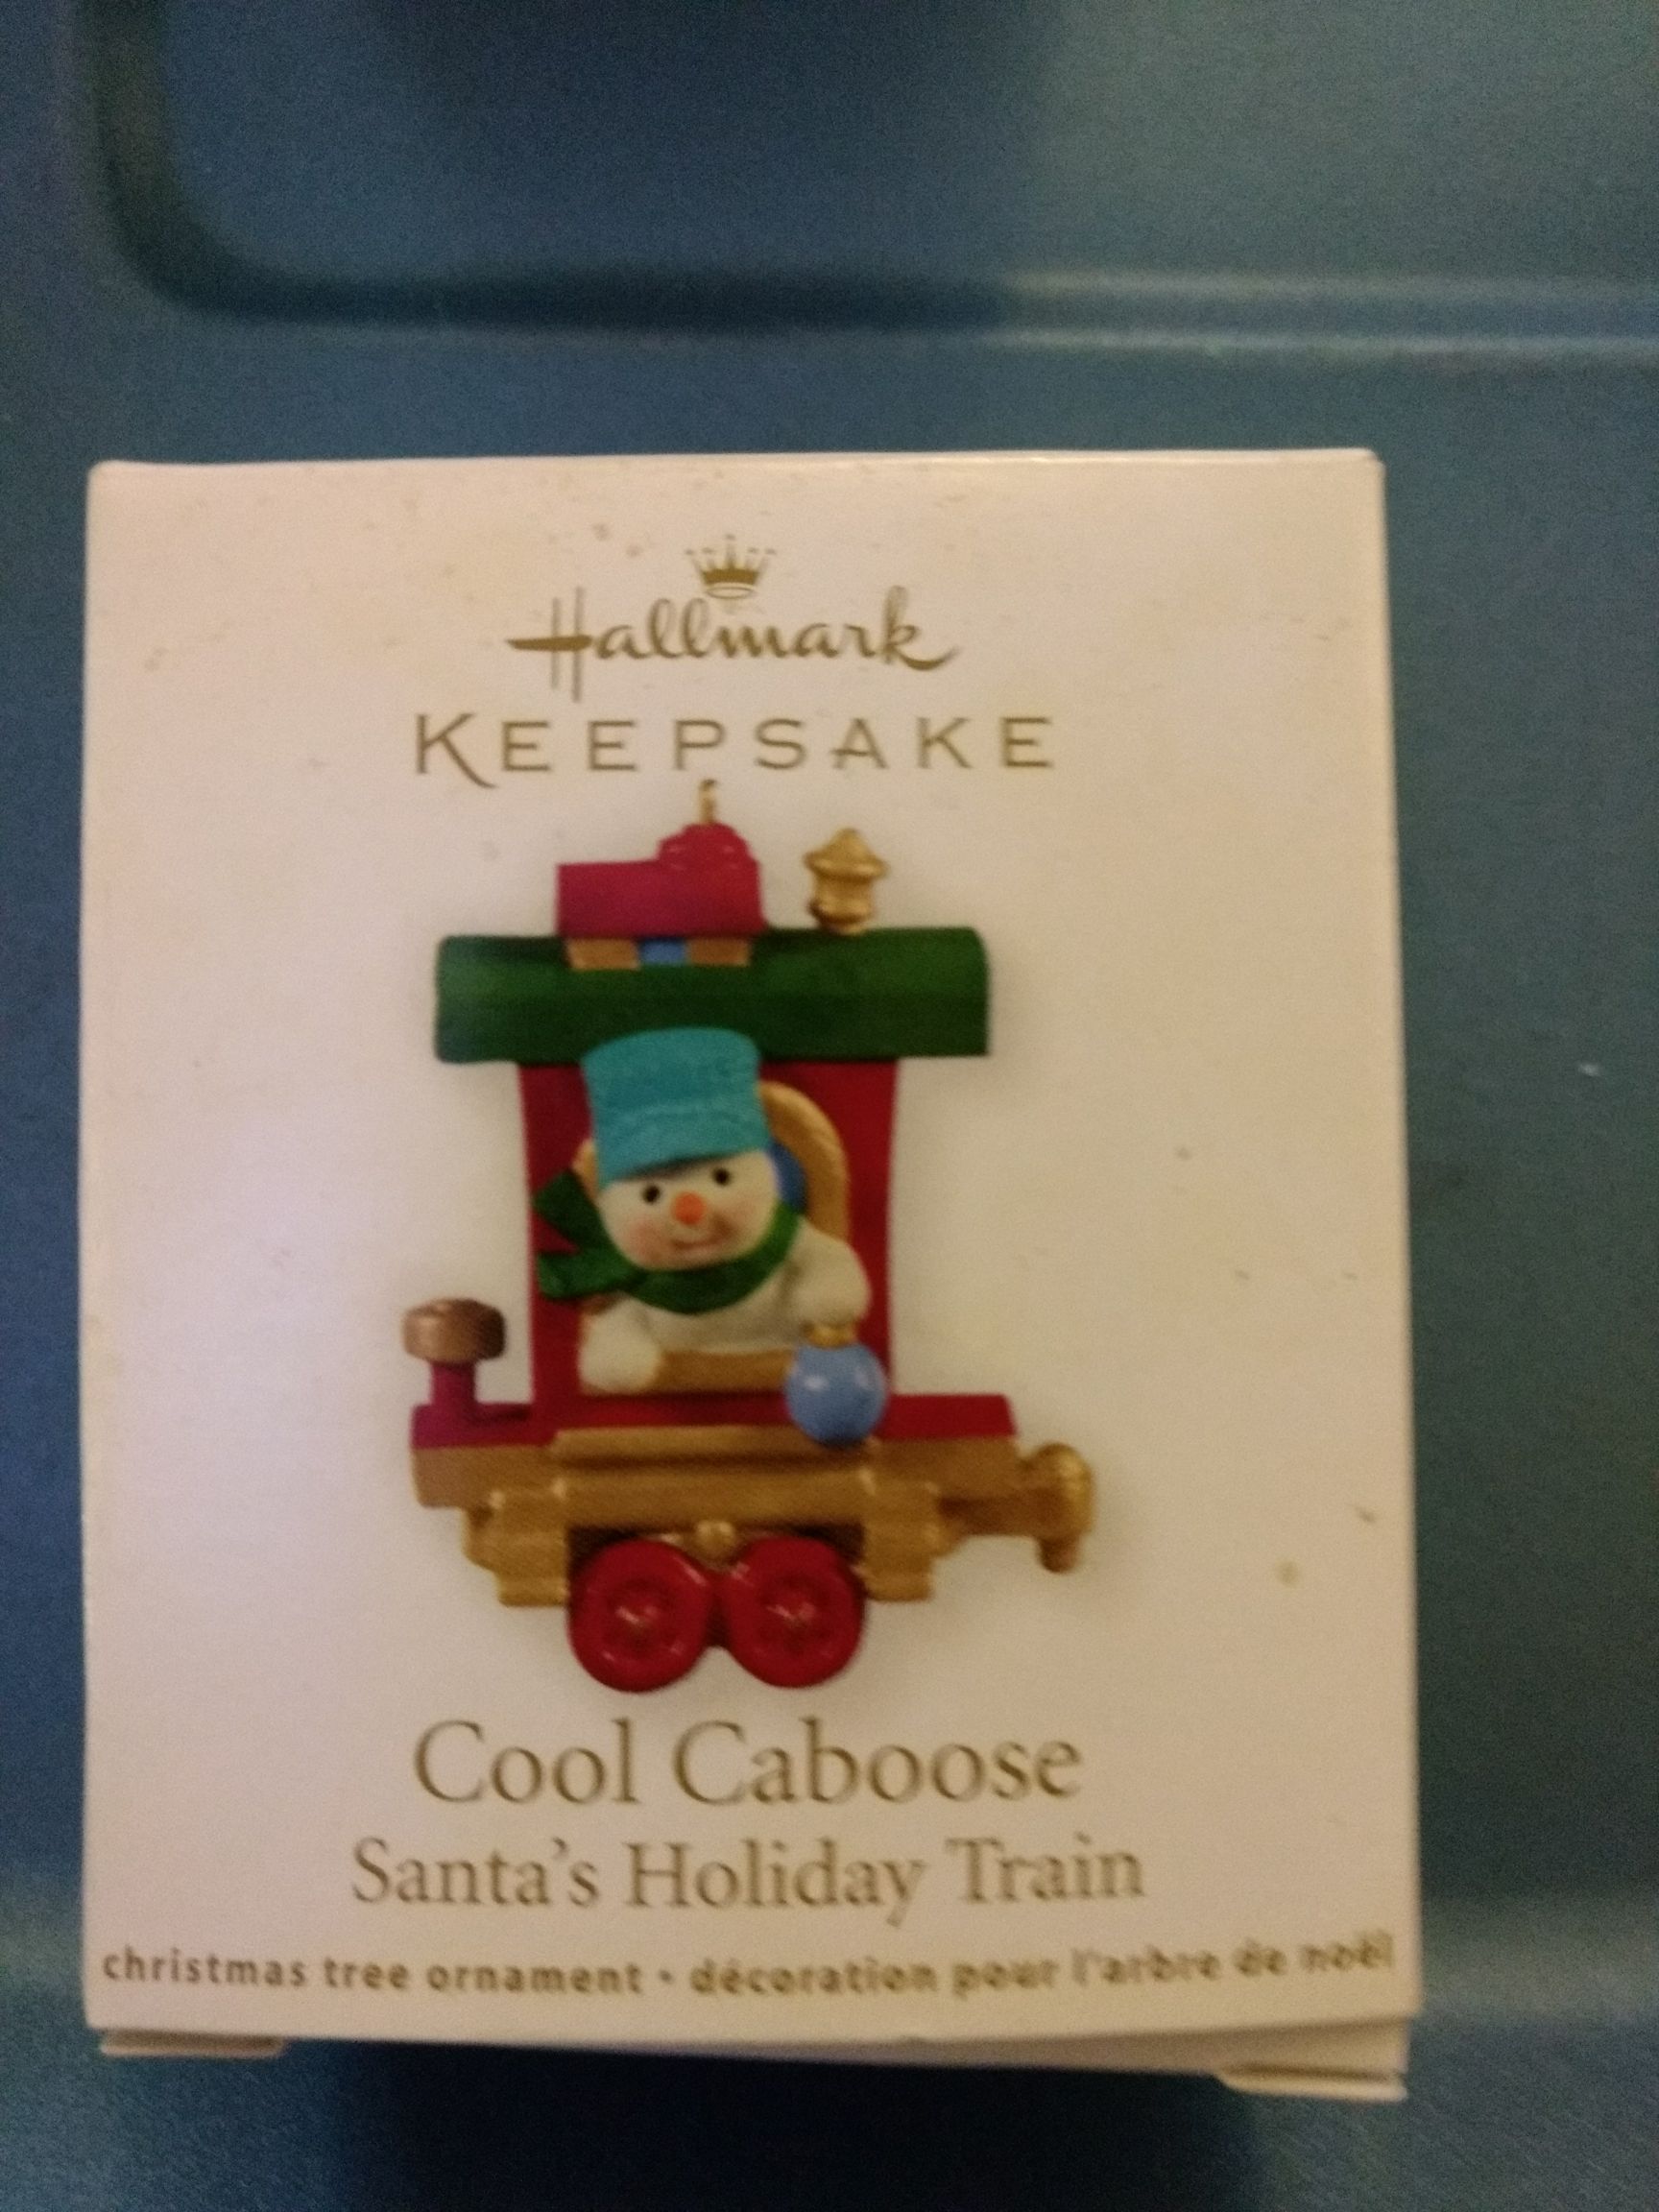 Hallmark
KEEPSAKE
Cool Caboose
Santa's Holiday Train
christmas tree ornament • décoration pour l'arbre de noël